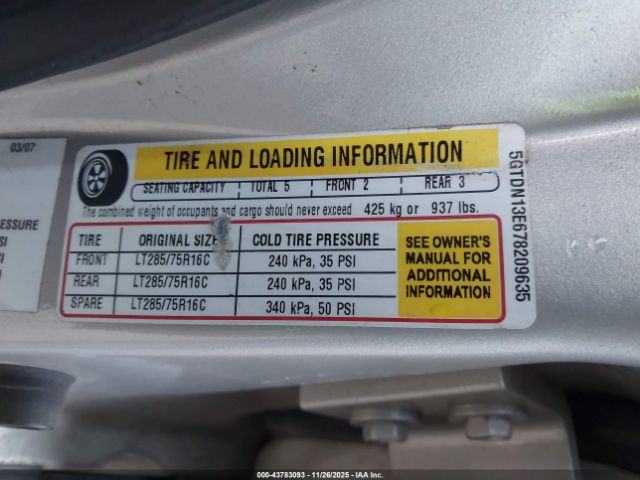 03/07
ESSURE
SI
SI
TIRE AND LOADING INFORMATION
SEATING CAPACITY TOTAL 5 FRONT 2 REAR 3
The combined weight of occupants and cargo should never exceed 425 kg or 937 lbs.
TIRE ORIGINAL SIZE COLD TIRE PRESSURE
FRONT LT285/75R16C 240 kPa, 35 PSI
REAR LT285/75R16C 240 kPa, 35 PSI
SPARE LT285/75R16C 340 kPa, 50 PSI
SEE OWNER'S
MANUAL FOR
ADDITIONAL
INFORMATION
5GTDN13E678209635
000-43783093 | 11/26/2025 - IAA Inc.